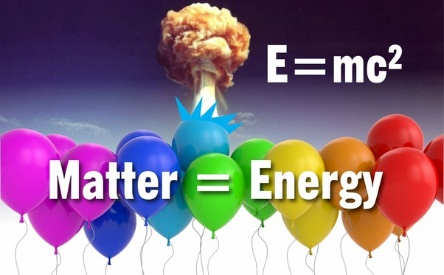 E=mc²
Matter = Energy